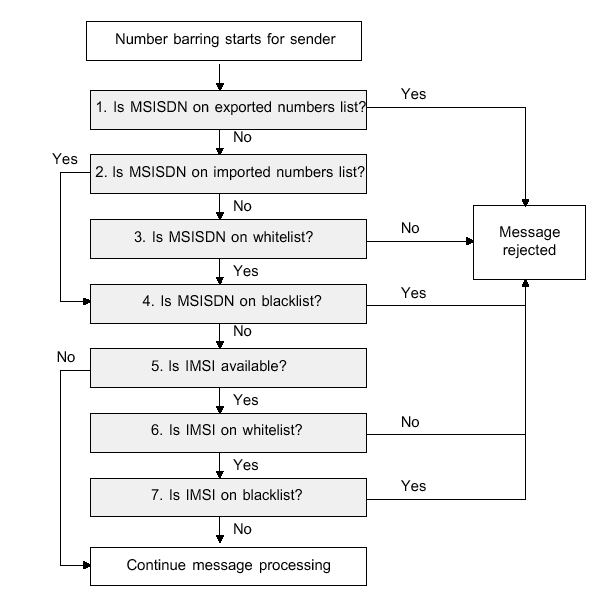 Number barring starts for sender
1. Is MSISDN on exported numbers list?
Yes
No
Yes
2. Is MSISDN on imported numbers list?
No
3. Is MSISDN on whitelist?
No
Message
rejected
Yes
4. Is MSISDN on blacklist?
Yes
No
No
5. Is IMSI available?
Yes
6. Is IMSI on whitelist?
No
Yes
7. Is IMSI on blacklist?
Yes
No
Continue message processing